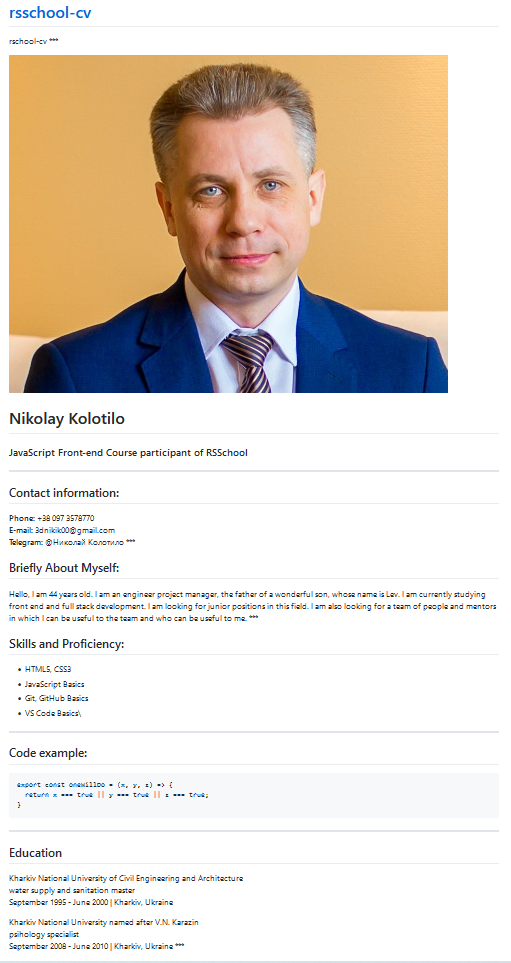 rsschool-cv
rschool-cv ***
Nikolay Kolotilo
JavaScript Front-end Course participant of RSSchool
Contact information:
Phone: +38 097 3578770
E-mail: 3dnikik00@gmail.com
Telegram: @Николай Колотило ***
Briefly About Myself:
Hello, I am 44 years old. I am an engineer project manager, the father of a wonderful son, whose name is Lev. I am currently studying
front end and full stack development. I am looking for junior positions in this field. I am also looking for a team of people and mentors
in which I can be useful to the team and who can be useful to me. ***
Skills and Proficiency:
• HTML5, CSS3
• JavaScript Basics
• Git, GitHub Basics
• VS Code Basics\
Code example:
export const oneWillDo = (x, y, z) => {
return x === true || y === true || z === true;
}
Education
Kharkiv National University of Civil Engineering and Architecture
water supply and sanitation master
September 1995 - June 2000 | Kharkiv, Ukraine
Kharkiv National University named after V.N. Karazin
psihology specialist
September 2008 - June 2010 | Kharkiv, Ukraine ***